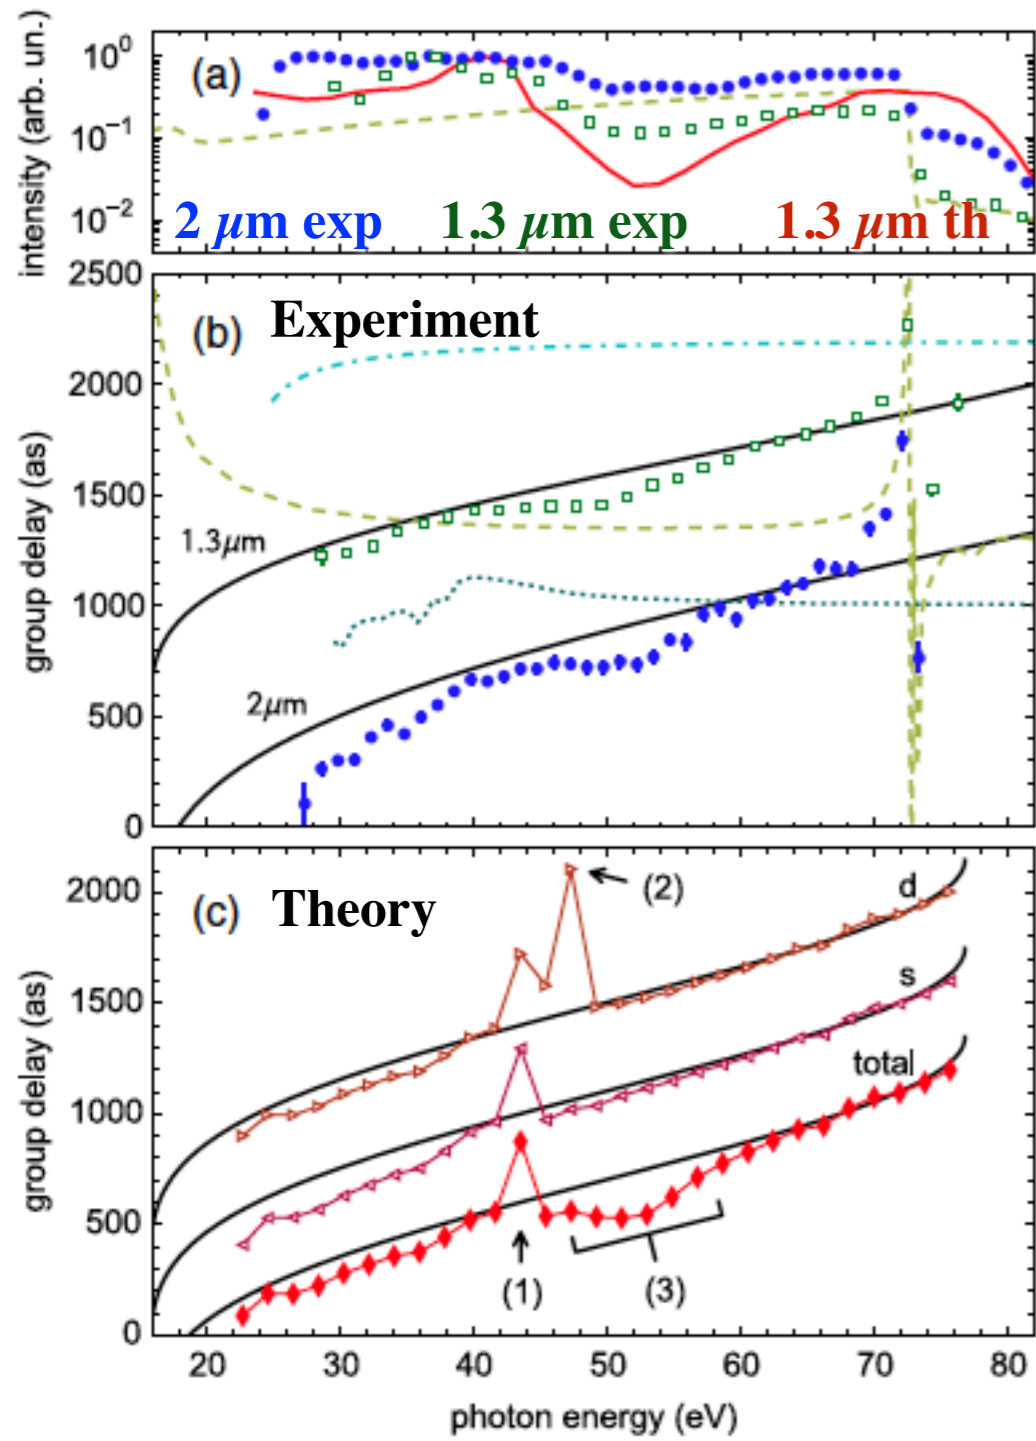 intensity (arb. un.)
10⁰
10⁻¹
10⁻²
(a)
2 µm exp 1.3 µm exp 1.3 µm th
group delay (as)
2500
2000
1500
1000
500
0
(b) Experiment
1.3µm
2µm
group delay (as)
2000
1500
1000
500
0
(c) Theory
(2)
d
s
total
(1)
(3)
20 30 40 50 60 70 80
photon energy (eV)